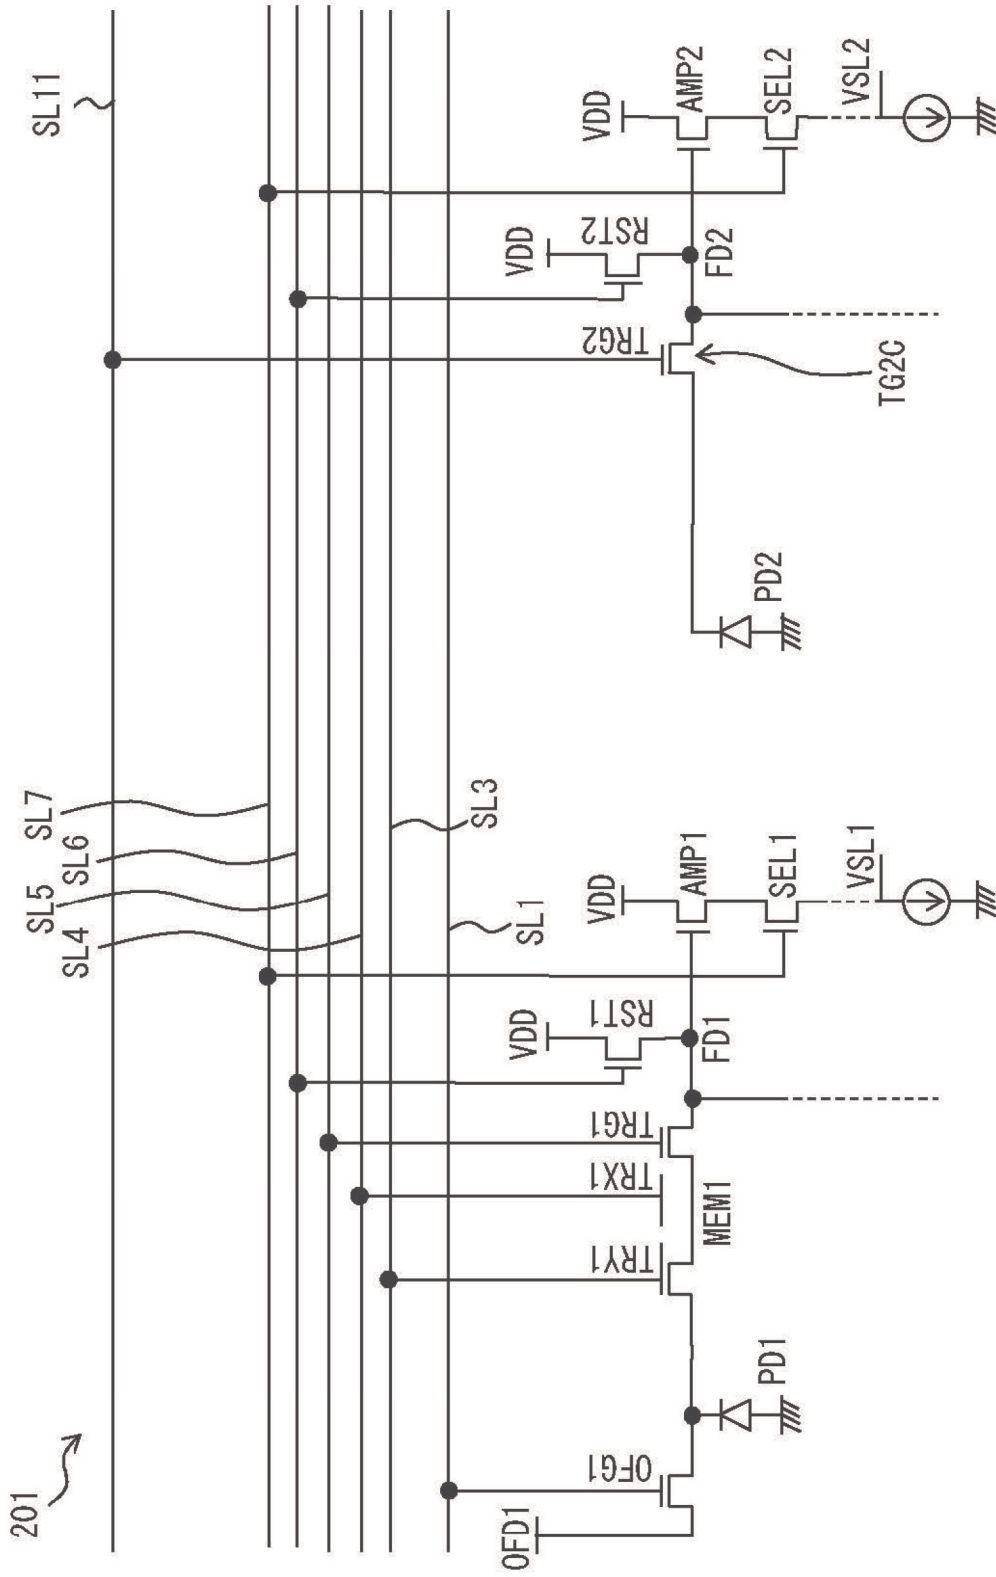 201
SL11
SL7
SL6
SL5
SL4
SL3
SL1
OFD1
OFG1
PD1
TRY1
TRX1
MEM1
TRG1
VDD
RST1
FD1
VDD
AMP1
SEL1
VSL1
PD2
TRG2
TG2C
VDD
RST2
FD2
VDD
AMP2
SEL2
VSL2